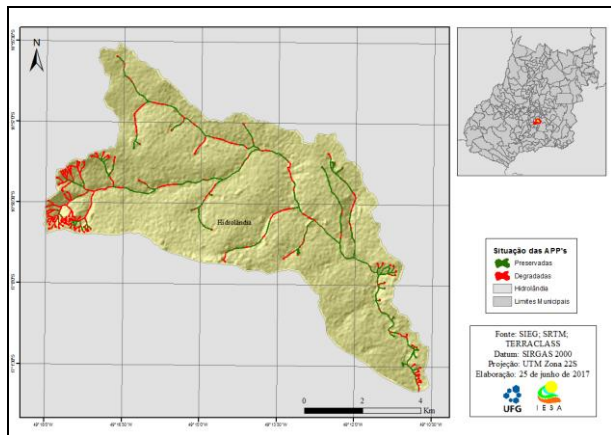 N
Hidrolândia
0 2 4
Km
Situação das APP's
Preservadas
Degradadas
Hidrolândia
Limites Municipais
Fonte: SIEG; SRTM;
TERRACLASS
Datum: SIRGAS 2000
Projeção: UTM Zona 22S
Elaboração: 25 de junho de 2017
UFG
IESA